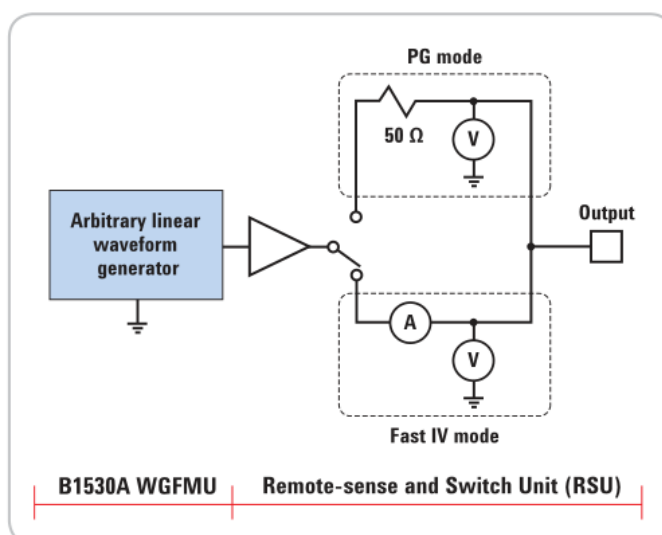 PG mode
50 Ω
V
Output
Arbitrary linear
waveform
generator
A
V
Fast IV mode
B1530A WGFMU
Remote-sense and Switch Unit (RSU)